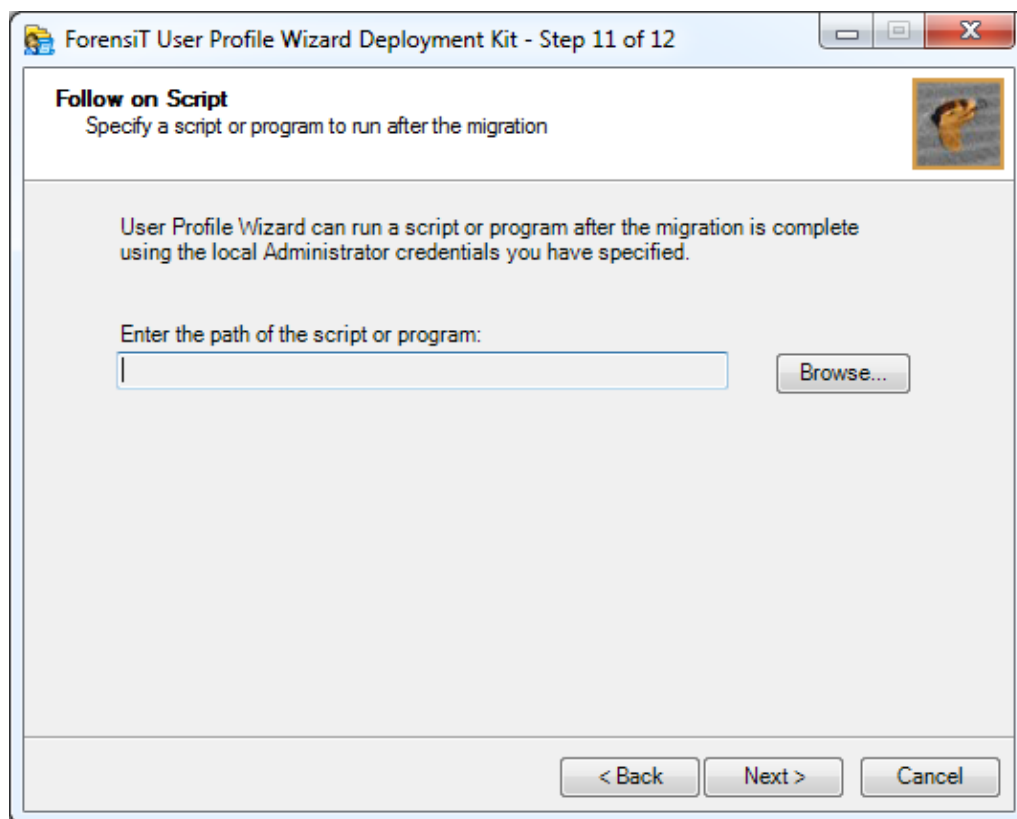 ForensiT User Profile Wizard Deployment Kit - Step 11 of 12
Follow on Script
Specify a script or program to run after the migration
User Profile Wizard can run a script or program after the migration is complete
using the local Administrator credentials you have specified.
Enter the path of the script or program:
Browse...
< Back
Next >
Cancel